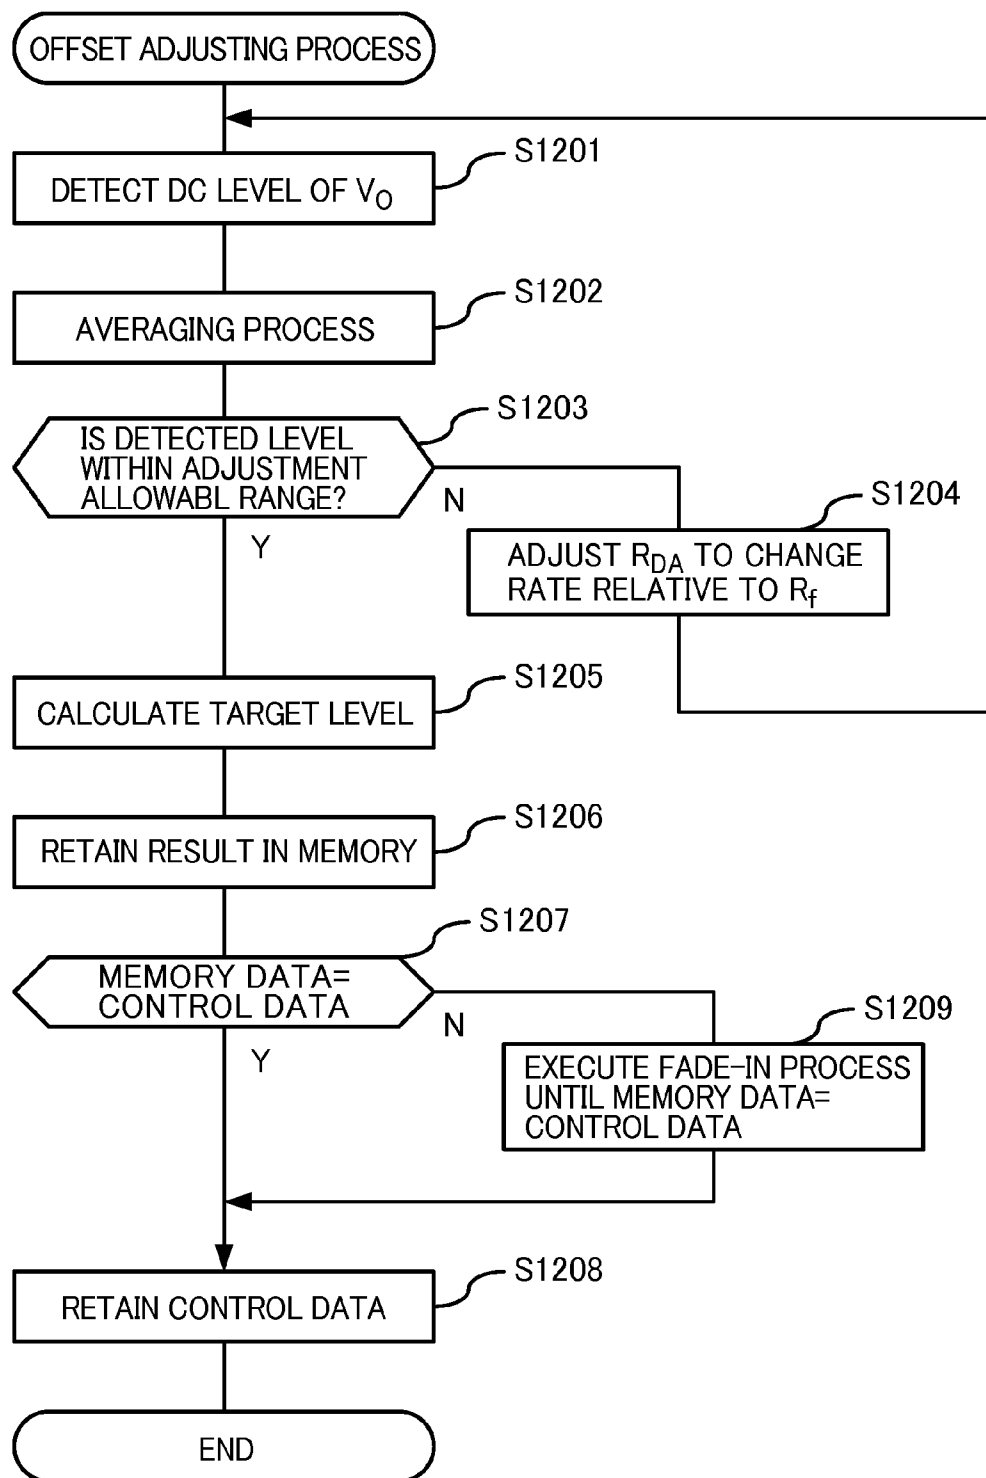 OFFSET ADJUSTING PROCESS
S1201
DETECT DC LEVEL OF VO
S1202
AVERAGING PROCESS
S1203
IS DETECTED LEVEL
WITHIN ADJUSTMENT
ALLOWABL RANGE?
N
Y
S1204
ADJUST RDA TO CHANGE
RATE RELATIVE TO Rf
S1205
CALCULATE TARGET LEVEL
S1206
RETAIN RESULT IN MEMORY
S1207
MEMORY DATA=
CONTROL DATA
N
Y
S1209
EXECUTE FADE-IN PROCESS
UNTIL MEMORY DATA=
CONTROL DATA
S1208
RETAIN CONTROL DATA
END